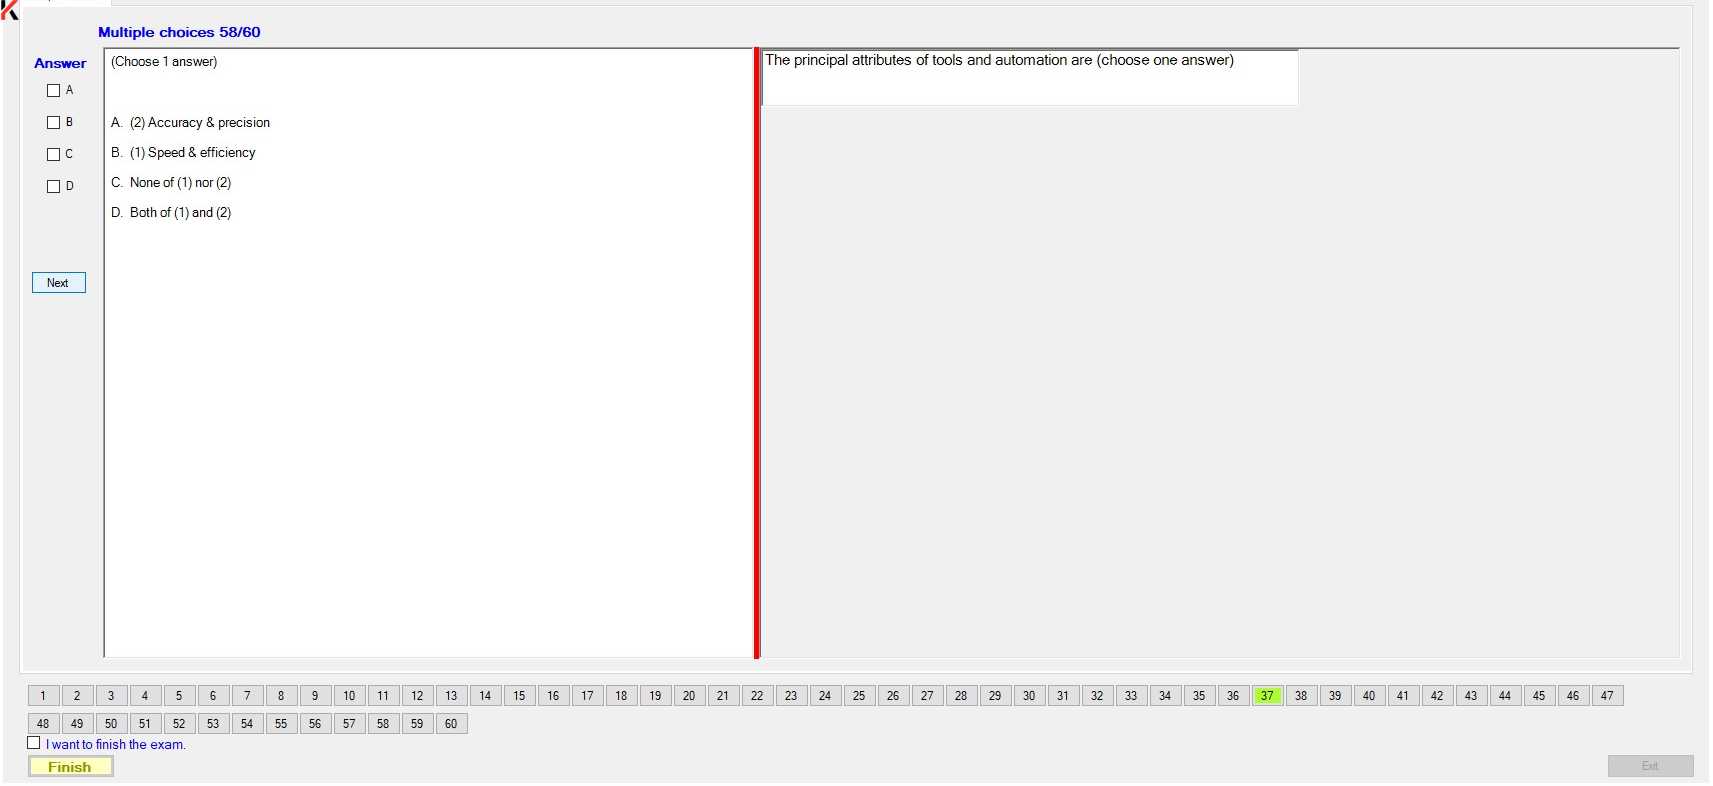 Multiple choices 58/60
Answer
A
B
C
D
Next
(Choose 1 answer)
A. (2) Accuracy & precision
B. (1) Speed & efficiency
C. None of (1) nor (2)
D. Both of (1) and (2)
The principal attributes of tools and automation are (choose one answer)
1 2 3 4 5 6 7 8 9 10 11 12 13 14 15 16 17 18 19 20 21 22 23 24 25 26 27 28 29 30 31 32 33 34 35 36 37 38 39 40 41 42 43 44 45 46 47
48 49 50 51 52 53 54 55 56 57 58 59 60
I want to finish the exam.
Finish
Exit